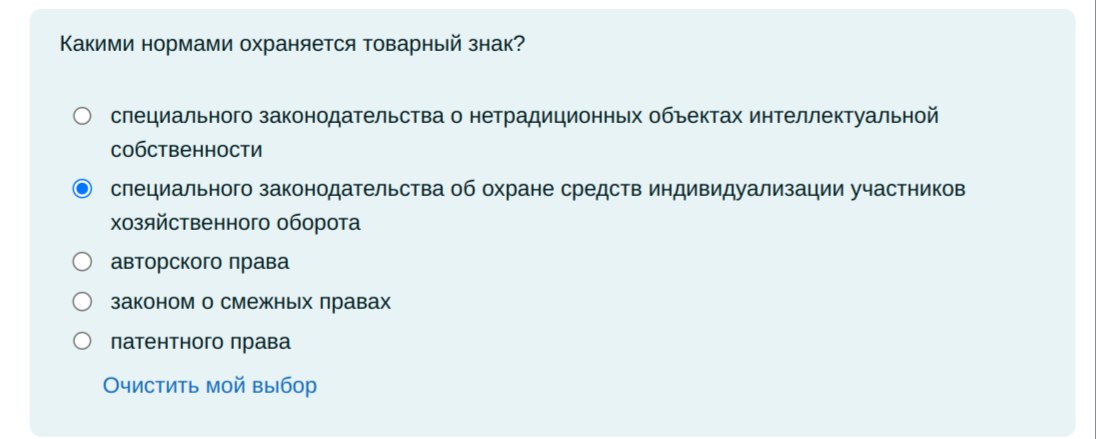 Какими нормами охраняется товарный знак?
специального законодательства о нетрадиционных объектах интеллектуальной
собственности
специального законодательства об охране средств индивидуализации участников
хозяйственного оборота
авторского права
законом о смежных правах
патентного права
Очистить мой выбор